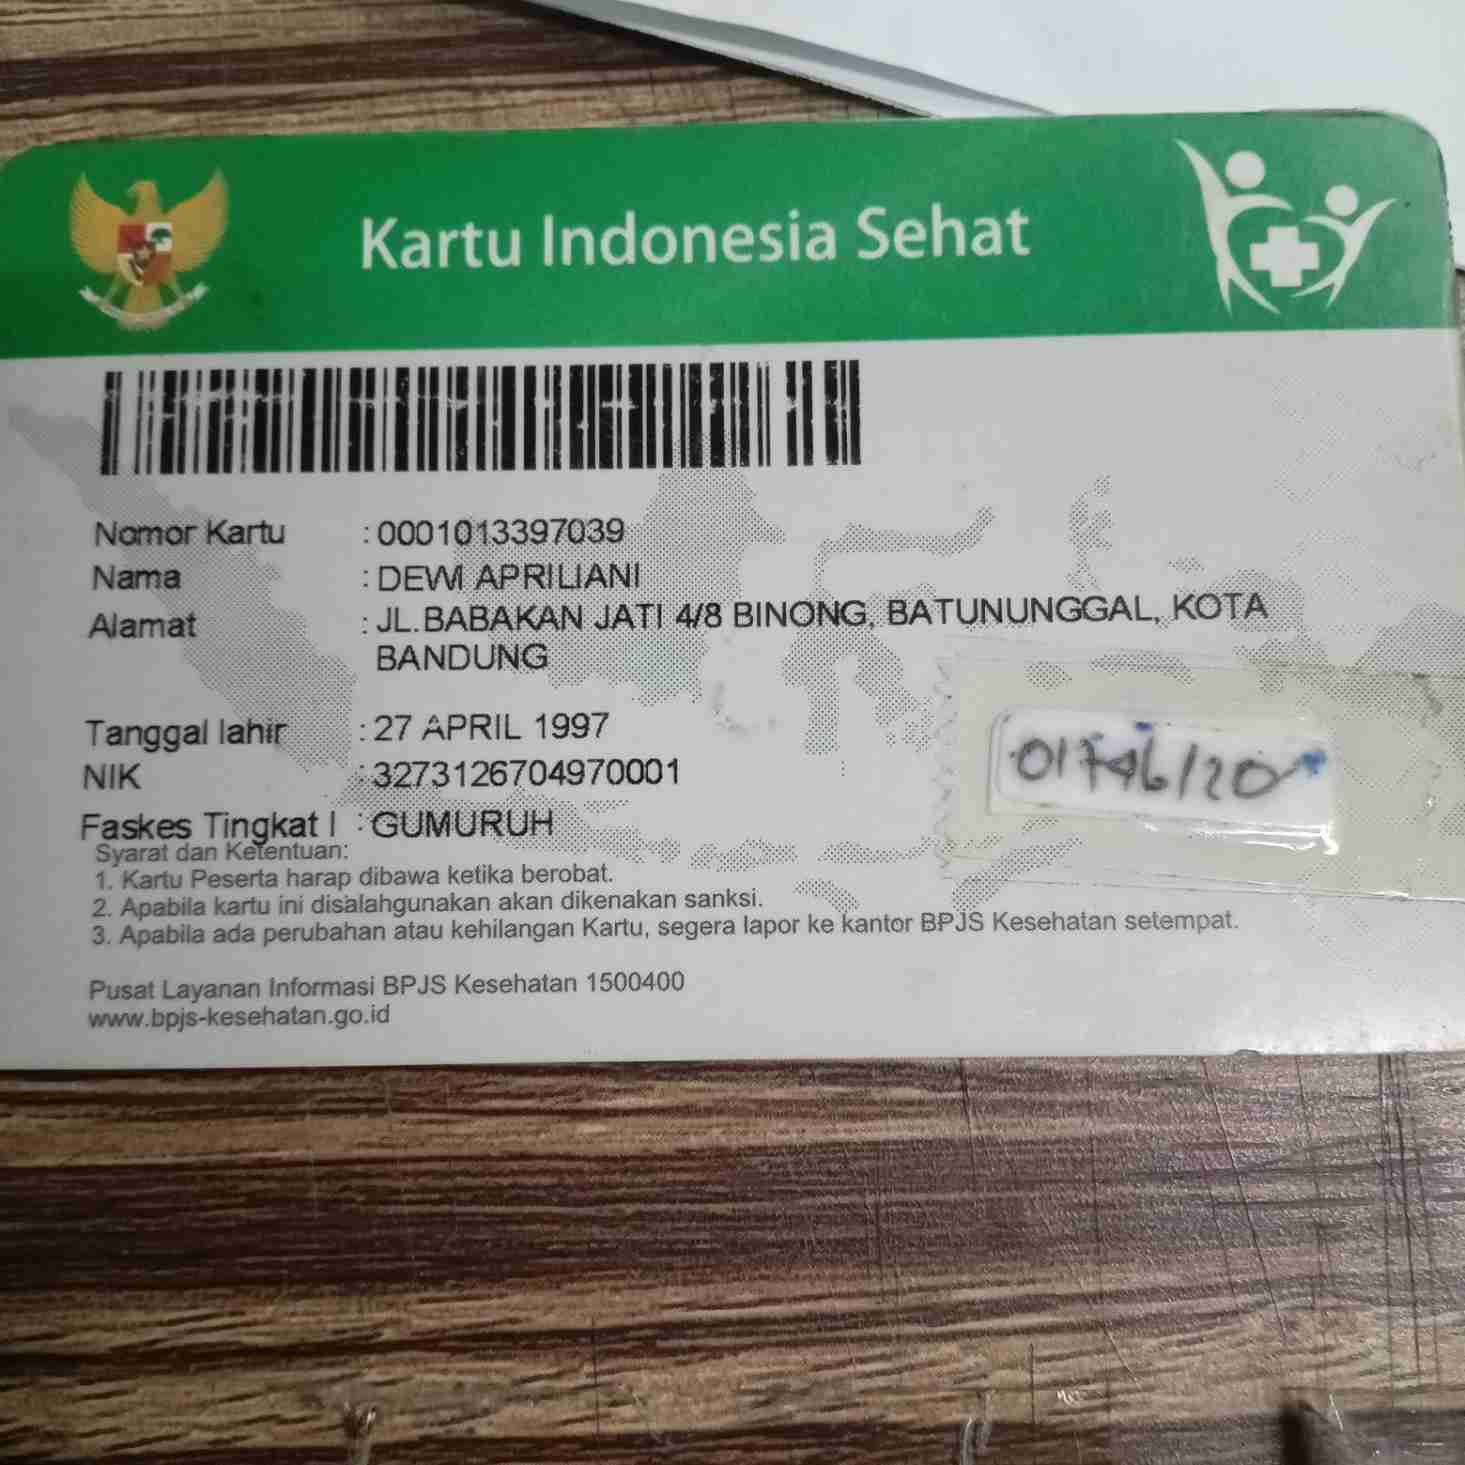 Kartu Indonesia Sehat
Nomor Kartu : 0001013397039
Nama : DEWI APRILIANI
Alamat : JL.BABAKAN JATI 4/8 BINONG, BATUNUNGGAL, KOTA
BANDUNG
Tanggal lahir : 27 APRIL 1997
NIK : 3273126704970001
Faskes Tingkat I : GUMURUH
Syarat dan Ketentuan:
1. Kartu Peserta harap dibawa ketika berobat.
2. Apabila kartu ini disalahgunakan akan dikenakan sanksi.
3. Apabila ada perubahan atau kehilangan Kartu, segera lapor ke kantor BPJS Kesehatan setempat.
Pusat Layanan Informasi BPJS Kesehatan 1500400
www.bpjs-kesehatan.go.id